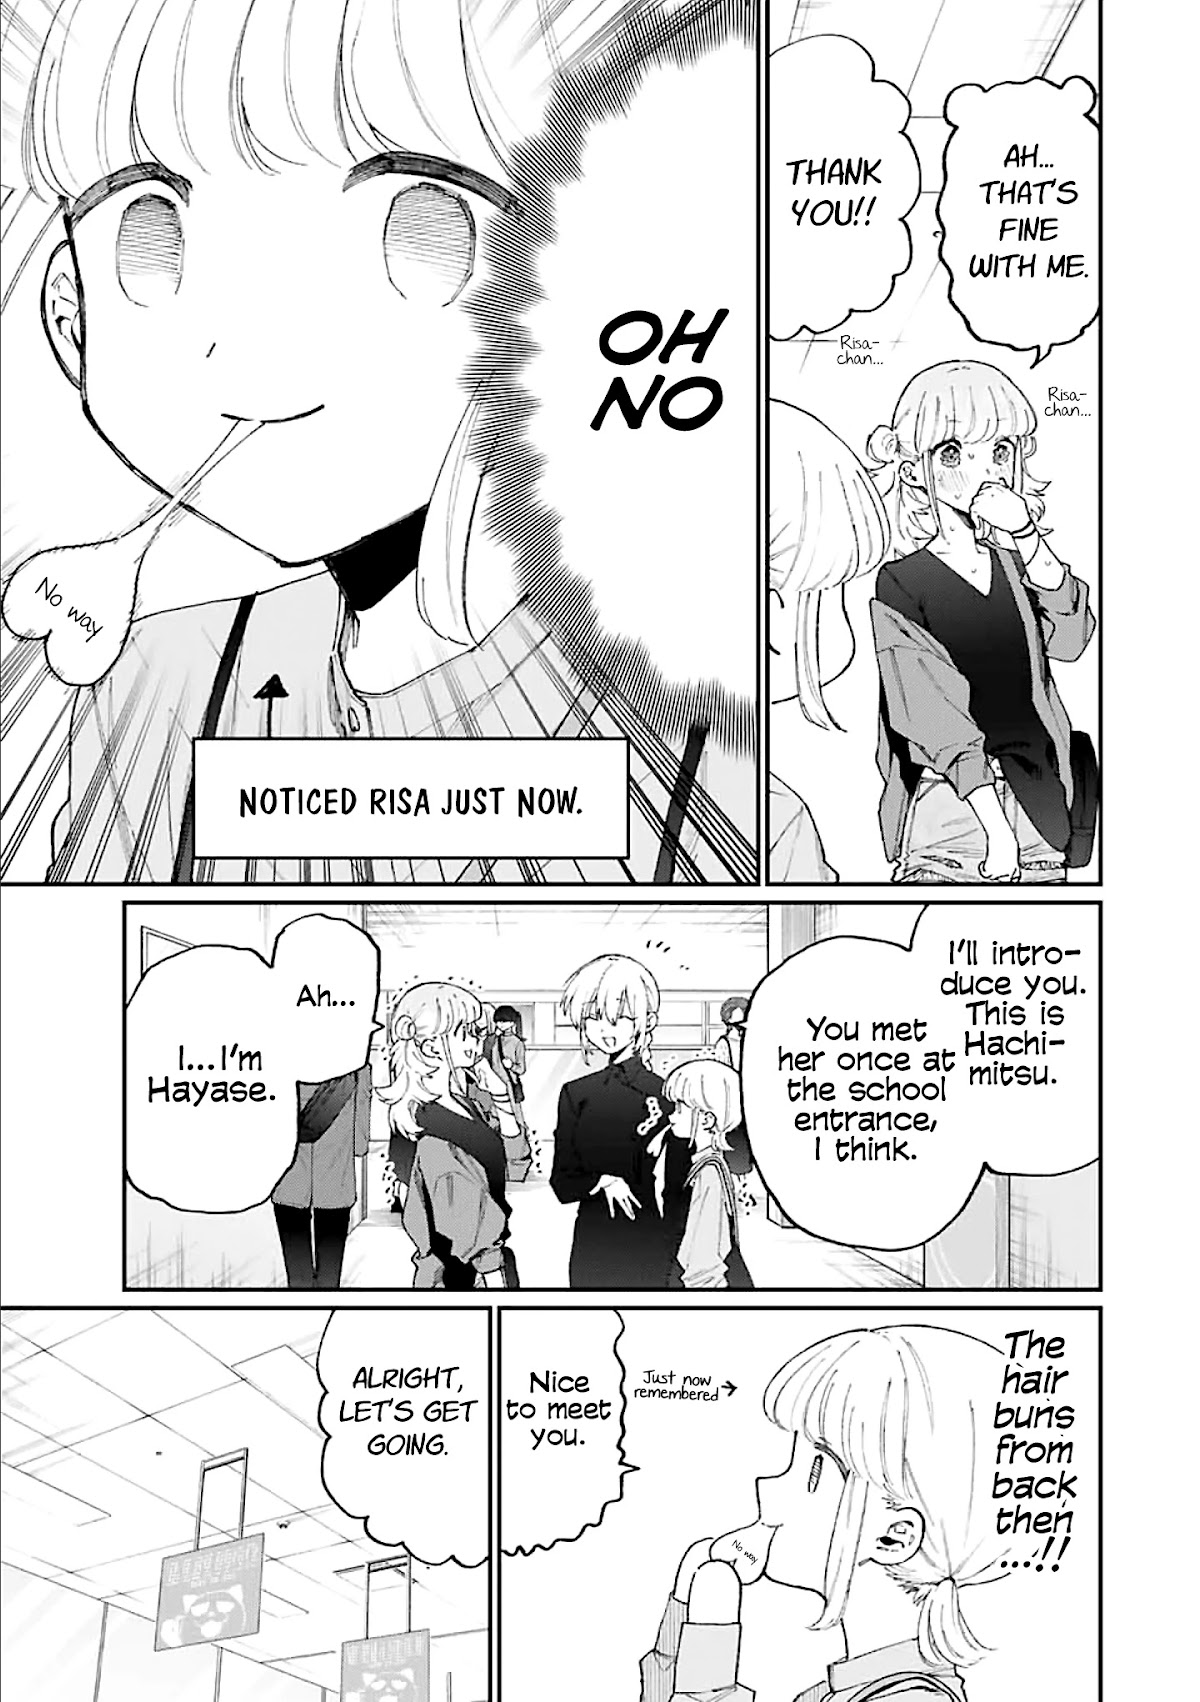 AH...
THAT'S
FINE
WITH ME.
THANK
YOU!!
Risa-
chan...
Risa-
chan...
OH
NO
No way
NOTICED RISA JUST NOW.
I'll intro-
duce you.
This is
Hachi-
mitsu.
You met
her once at
the school
entrance,
I think.
Ah...
I...I'm
Hayase.
The
hair
buns
from
back
then
...!!
Just now
remembered
No way
Nice
to meet
you.
ALRIGHT,
LET'S GET
GOING.